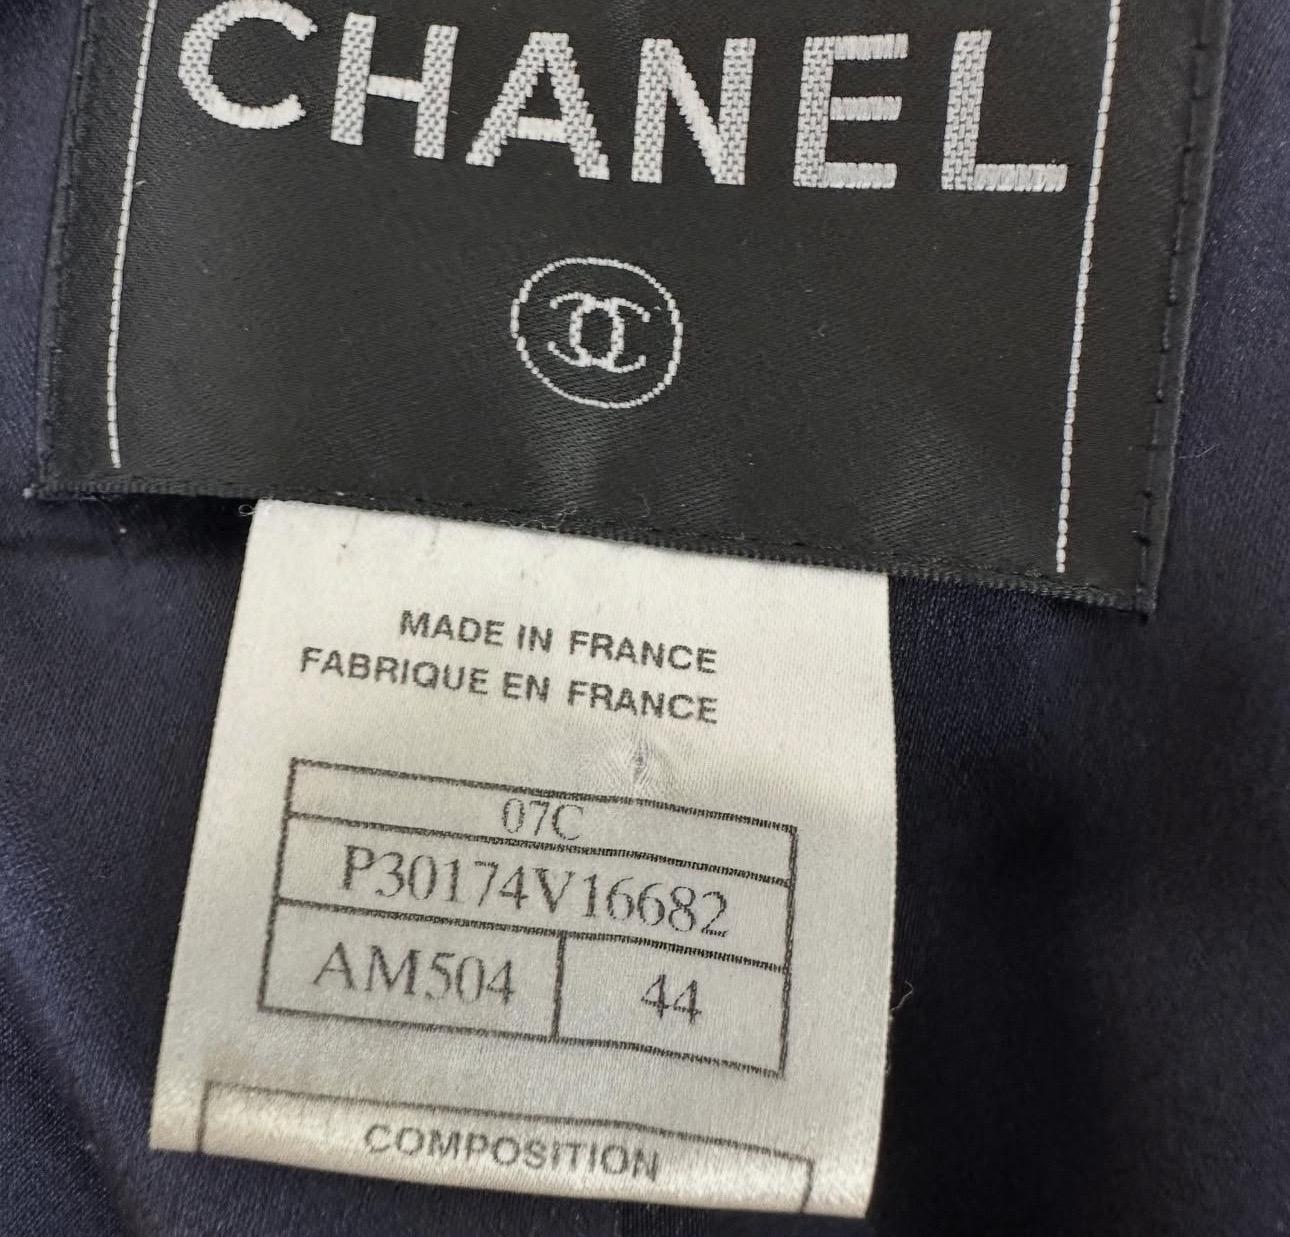 CHANEL
MADE IN FRANCE
FABRIQUE EN FRANCE
07C
P30174V16682
AM504 44
COMPOSITION